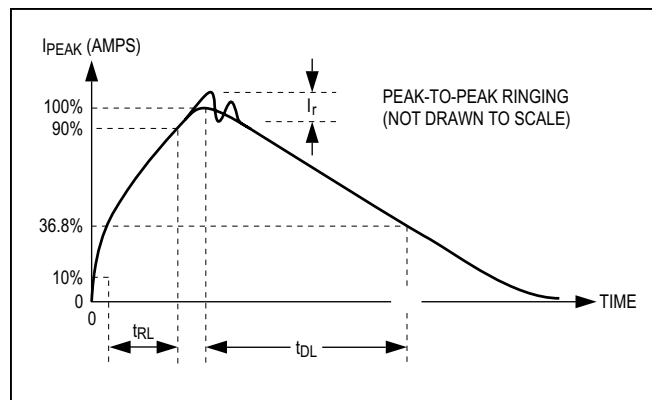 IPEAK (AMPS)
100%
90%
Ir
PEAK-TO-PEAK RINGING
(NOT DRAWN TO SCALE)
36.8%
10%
0
TIME
0
tRL
tDL